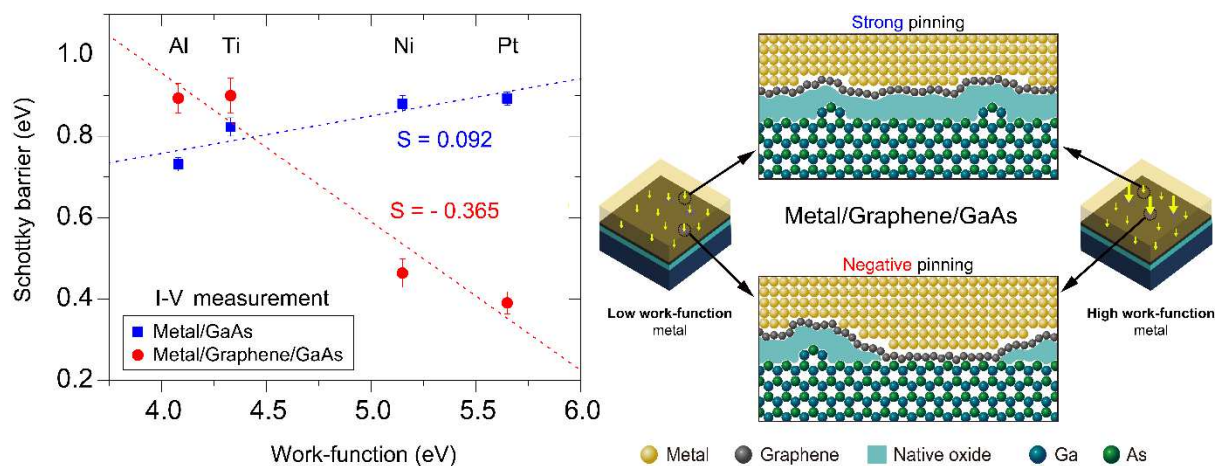 Schottky barrier (eV)
1.0
0.8
0.6
0.4
0.2
Al Ti Ni Pt
S = 0.092
S = - 0.365
I-V measurement
Metal/GaAs
Metal/Graphene/GaAs
4.0 4.5 5.0 5.5 6.0
Work-function (eV)
Strong pinning
Metal/Graphene/GaAs
Negative pinning
Low work-function
metal
High work-function
metal
Metal Graphene Native oxide Ga As